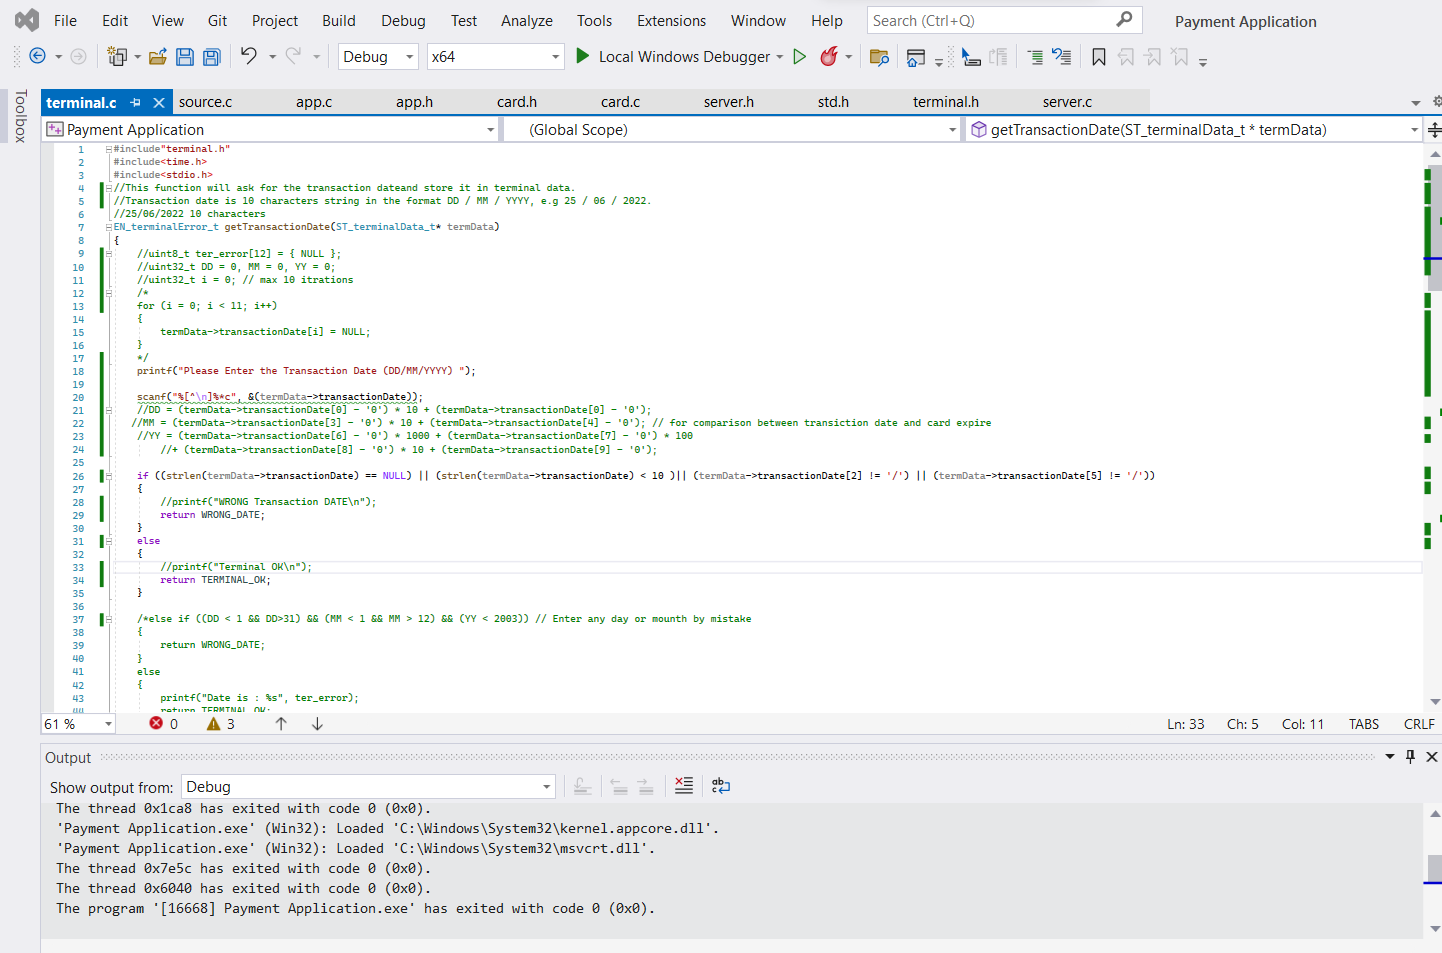 File Edit View Git Project Build Debug Test Analyze Tools Extensions Window Help Search (Ctrl+Q) Payment Application
Debug x64 Local Windows Debugger
Toolbox
terminal.c source.c app.c app.h card.h card.c server.h std.h terminal.h server.c
Payment Application (Global Scope) getTransactionDate(ST_terminalData_t * termData)
1 #include"terminal.h"
2 #include<time.h>
3 #include<stdio.h>
4 //This function will ask for the transaction dateand store it in terminal data.
5 //Transaction date is 10 characters string in the format DD / MM / YYYY, e.g 25 / 06 / 2022.
6 //25/06/2022 10 characters
7 EN_terminalError_t getTransactionDate(ST_terminalData_t* termData)
8 {
9 //uint8_t ter_error[12] = { NULL };
10 //uint32_t DD = 0, MM = 0, YY = 0;
11 //uint32_t i = 0; // max 10 itrations
12 /*
13 for (i = 0; i < 11; i++)
14 {
15 termData->transactionDate[i] = NULL;
16 }
17 */
18 printf("Please Enter the Transaction Date (DD/MM/YYYY) ");
19
20 scanf("%[^\n]%*c", &(termData->transactionDate));
21 //DD = (termData->transactionDate[0] - '0') * 10 + (termData->transactionDate[0] - '0');
22 //MM = (termData->transactionDate[3] - '0') * 10 + (termData->transactionDate[4] - '0'); // for comparison between transiction date and card expire
23 //YY = (termData->transactionDate[6] - '0') * 1000 + (termData->transactionDate[7] - '0') * 100
24 //+ (termData->transactionDate[8] - '0') * 10 + (termData->transactionDate[9] - '0');
25
26 if ((strlen(termData->transactionDate) == NULL) || (strlen(termData->transactionDate) < 10 )|| (termData->transactionDate[2] != '/') || (termData->transactionDate[5] != '/'))
27 {
28 //printf("WRONG Transaction DATE\n");
29 return WRONG_DATE;
30 }
31 else
32 {
33 //printf("Terminal OK\n");
34 return TERMINAL_OK;
35 }
36
37 /*else if ((DD < 1 && DD>31) && (MM < 1 && MM > 12) && (YY < 2003)) // Enter any day or mounth by mistake
38 {
39 return WRONG_DATE;
40 }
41 else
42 {
43 printf("Date is : %s", ter_error);
44 return TERMINAL_OK;
61 % 0 3 Ln: 33 Ch: 5 Col: 11 TABS CRLF
Output
Show output from: Debug
The thread 0x1ca8 has exited with code 0 (0x0).
'Payment Application.exe' (Win32): Loaded 'C:\Windows\System32\kernel.appcore.dll'.
'Payment Application.exe' (Win32): Loaded 'C:\Windows\System32\msvcrt.dll'.
The thread 0x7e5c has exited with code 0 (0x0).
The thread 0x6040 has exited with code 0 (0x0).
The program '[16668] Payment Application.exe' has exited with code 0 (0x0).